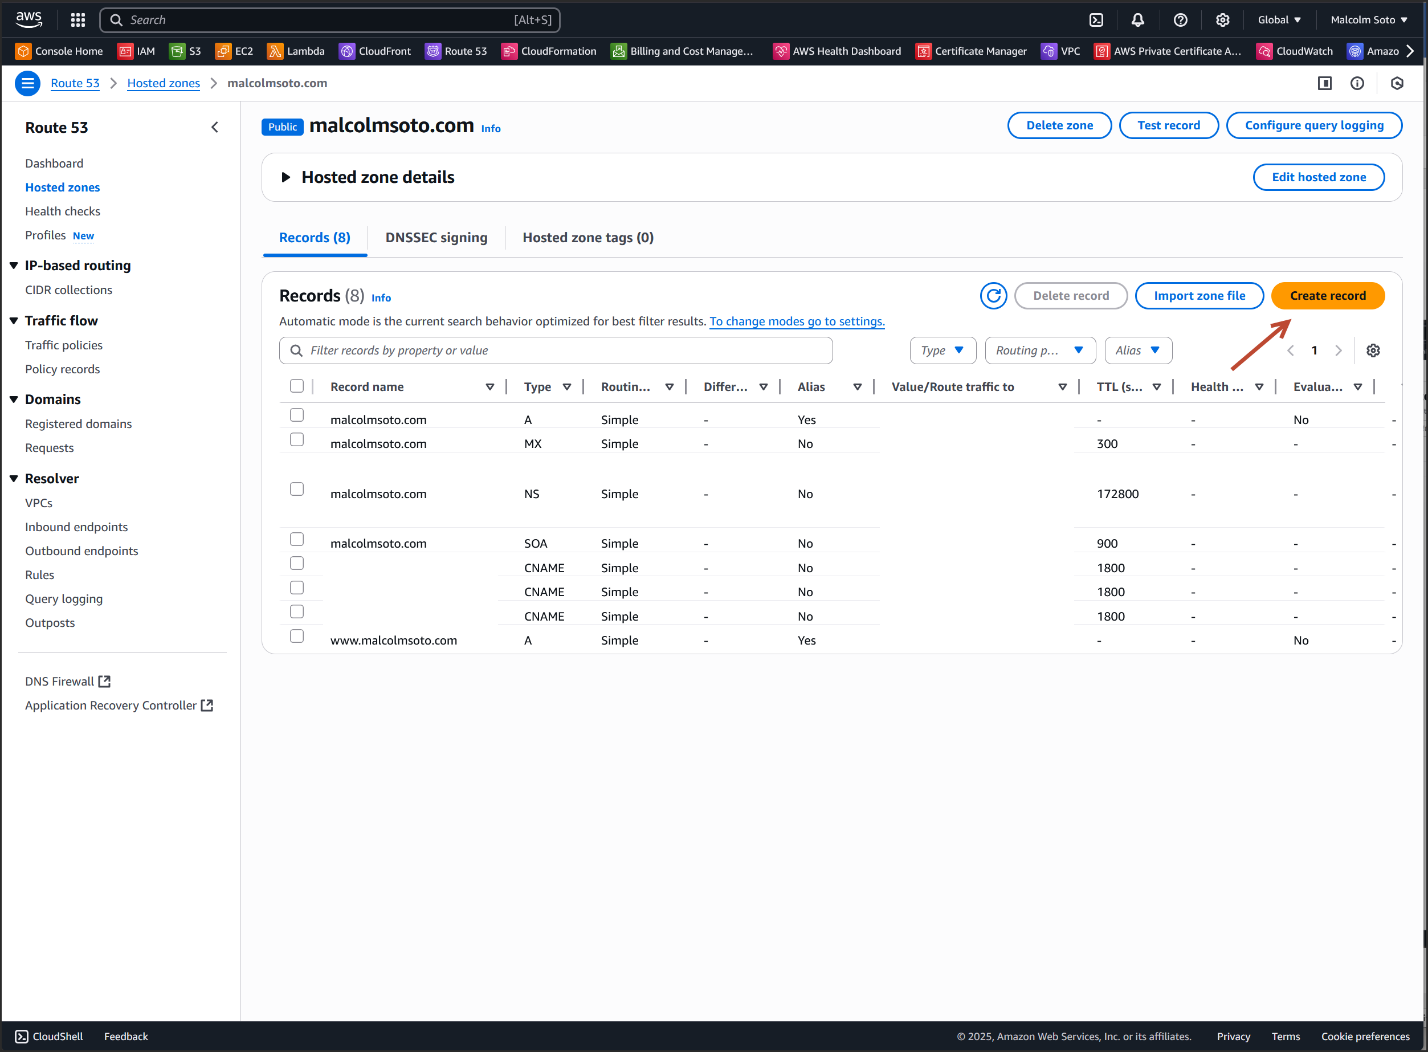 aws
Search [Alt+S]
Global ▼
Malcolm Soto ▼
Console Home IAM S3 EC2 Lambda CloudFront Route 53 CloudFormation Billing and Cost Manage... AWS Health Dashboard Certificate Manager VPC AWS Private Certificate A... CloudWatch Amazo
Route 53 > Hosted zones > malcolmsoto.com
Route 53
Dashboard
Hosted zones
Health checks
Profiles New
IP-based routing
CIDR collections
Traffic flow
Traffic policies
Policy records
Domains
Registered domains
Requests
Resolver
VPCs
Inbound endpoints
Outbound endpoints
Rules
Query logging
Outposts
DNS Firewall
Application Recovery Controller
Public malcolmsoto.com Info
Delete zone Test record Configure query logging
Hosted zone details
Edit hosted zone
Records (8) DNSSEC signing Hosted zone tags (0)
Records (8) Info
Delete record Import zone file Create record
Automatic mode is the current search behavior optimized for best filter results. To change modes go to settings.
Filter records by property or value
Type Routing p... Alias
1
Record name Type Routin... Differ... Alias Value/Route traffic to TTL (s... Health ... Evalua...
malcolmsoto.com A Simple - Yes - - No -
malcolmsoto.com MX Simple - No 300 - - -
malcolmsoto.com NS Simple - No 172800 - - -
malcolmsoto.com SOA Simple - No 900 - - -
CNAME Simple - No 1800 - - -
CNAME Simple - No 1800 - - -
CNAME Simple - No 1800 - - -
www.malcolmsoto.com A Simple - Yes - - No -
CloudShell Feedback
© 2025, Amazon Web Services, Inc. or its affiliates. Privacy Terms Cookie preferences